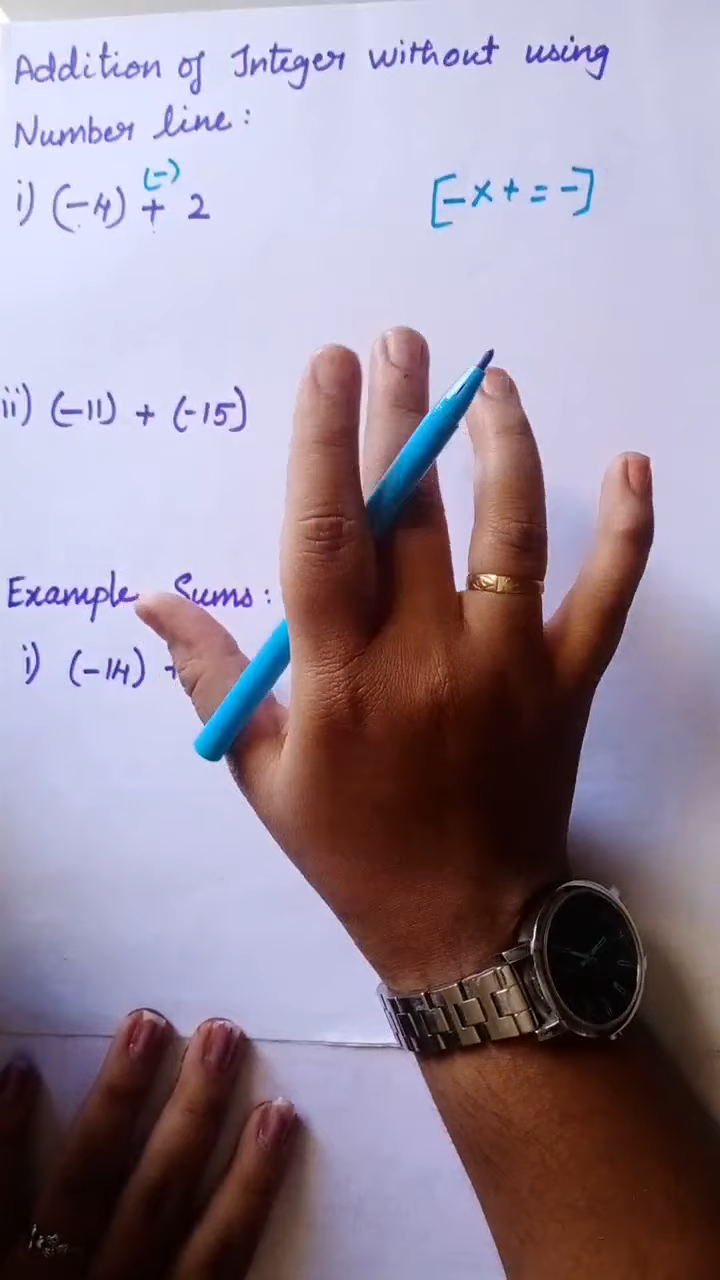 Addition of Integer without using
Number line:
(-)
i) (-4) + 2 [- x + = -]
ii) (-11) + (-15)
Example Sums:
i) (-14) +